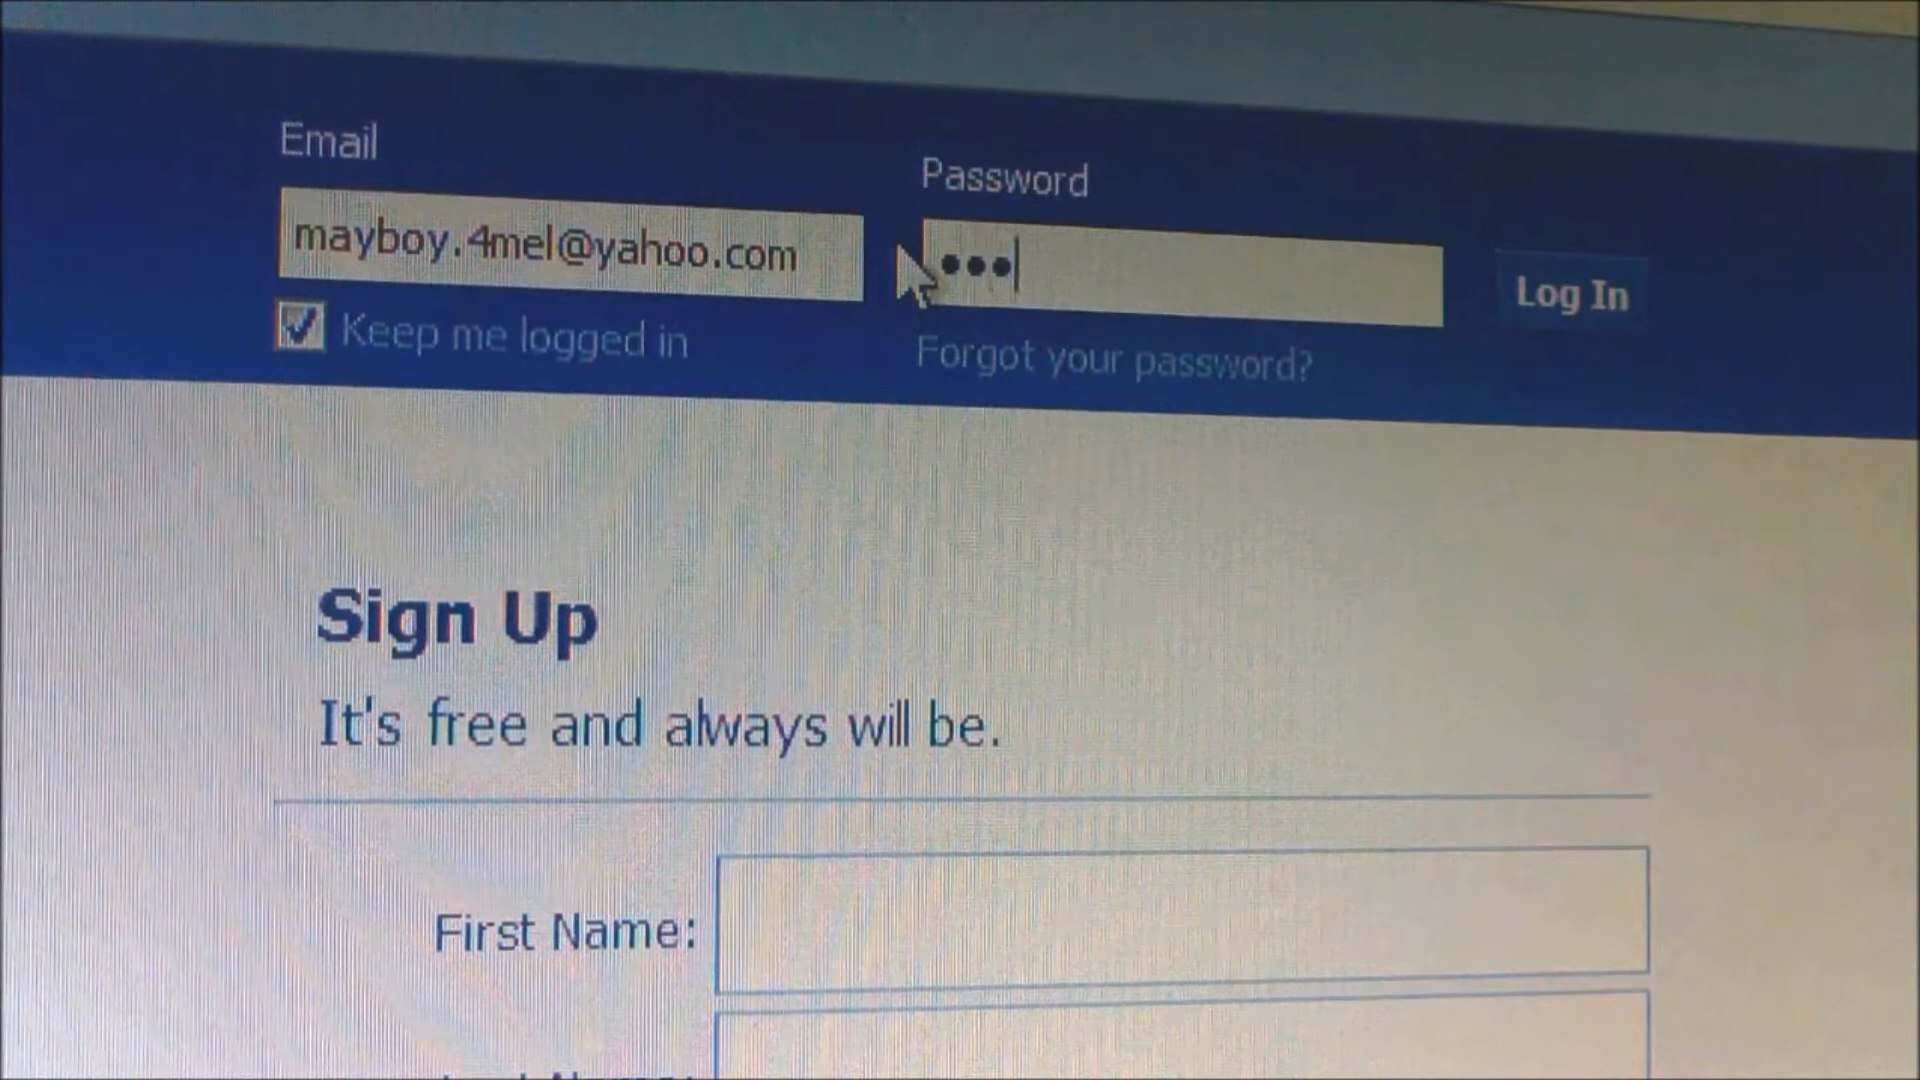 Email
Password
mayboy.4mel@yahoo.com
•••
Log In
Keep me logged in
Forgot your password?
Sign Up
It's free and always will be.
First Name: